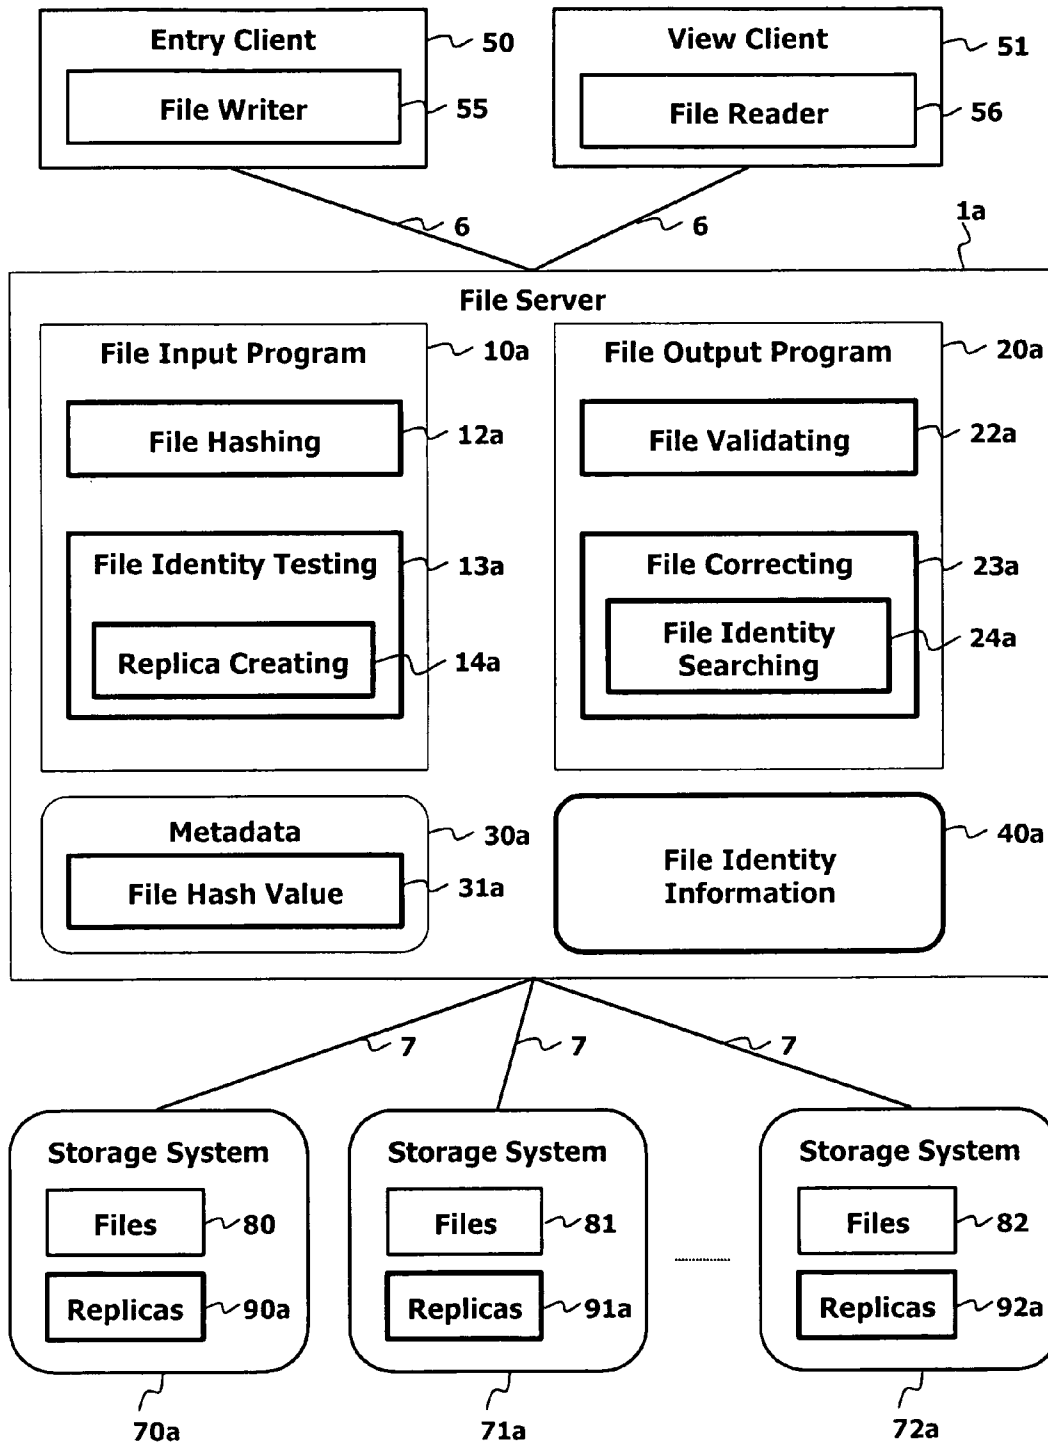 Entry Client
50
File Writer
55
View Client
51
File Reader
56
6
6
1a
File Server
File Input Program
10a
File Hashing
12a
File Identity Testing
13a
Replica Creating
14a
File Output Program
20a
File Validating
22a
File Correcting
23a
File Identity
Searching
24a
Metadata
30a
File Hash Value
31a
File Identity
Information
40a
7
7
7
Storage System
Files
80
Replicas
90a
70a
Storage System
Files
81
Replicas
91a
71a
Storage System
Files
82
Replicas
92a
72a